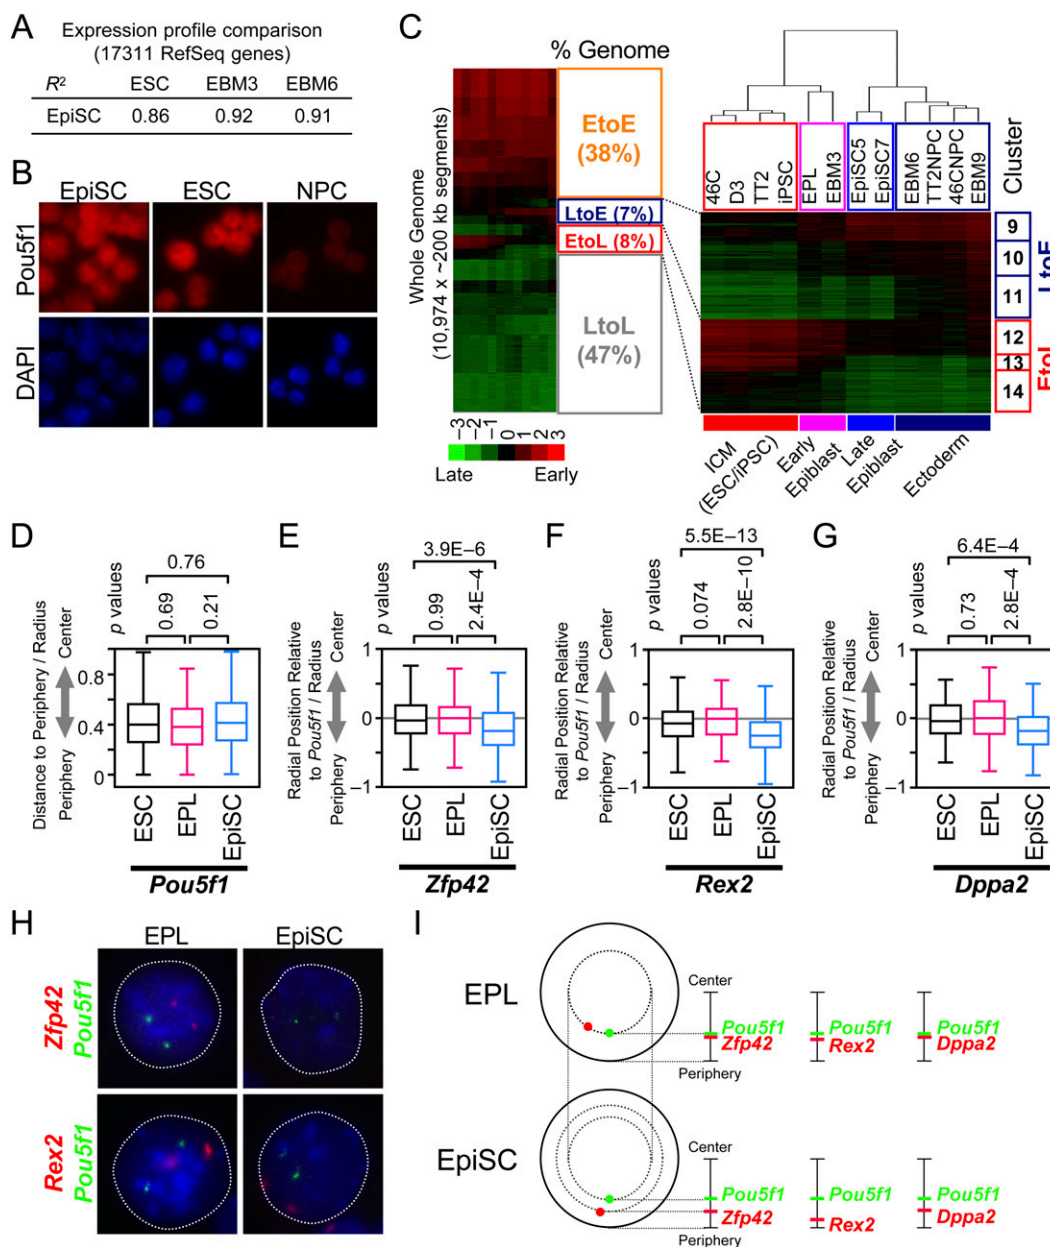 A
Expression profile comparison
(17311 RefSeq genes)
R² ESC EBM3 EBM6
EpiSC 0.86 0.92 0.91
B
EpiSC ESC NPC
Pou5f1
DAPI
C
% Genome
Whole Genome
(10,974 x ~200 kb segments)
EtoE
(38%)
LtoE (7%)
EtoL (8%)
LtoL
(47%)
−3 −2 −1 0 1 2 3
Late Early
46C D3 TT2 iPSC EPL EBM3 EpiSC5 EpiSC7 EBM6 TT2NPC 46CNPC EBM9
Cluster
9
10
11
12
13
14
LtoE
EtoL
ICM
(ESC/iPSC)
Early
Epiblast
Late
Epiblast
Ectoderm
D
p values
0.76
0.69 0.21
Distance to Periphery / Radius
Periphery Center
0.8
0.4
0
ESC EPL EpiSC
Pou5f1
E
p values
3.9E−6
0.99 2.4E−4
Radial Position Relative
to Pou5f1 / Radius
Periphery Center
1
0
−1
ESC EPL EpiSC
Zfp42
F
p values
5.5E−13
0.074 2.8E−10
Radial Position Relative
to Pou5f1 / Radius
Periphery Center
1
0
−1
ESC EPL EpiSC
Rex2
G
p values
6.4E−4
0.73 2.8E−4
Radial Position Relative
to Pou5f1 / Radius
Periphery Center
1
0
−1
ESC EPL EpiSC
Dppa2
H
EPL EpiSC
Zfp42
Pou5f1
Rex2
Pou5f1
I
EPL
Center
Pou5f1 Pou5f1 Pou5f1
Zfp42 Rex2 Dppa2
Periphery
EpiSC
Center
Pou5f1 Pou5f1 Pou5f1
Zfp42 Rex2 Dppa2
Periphery